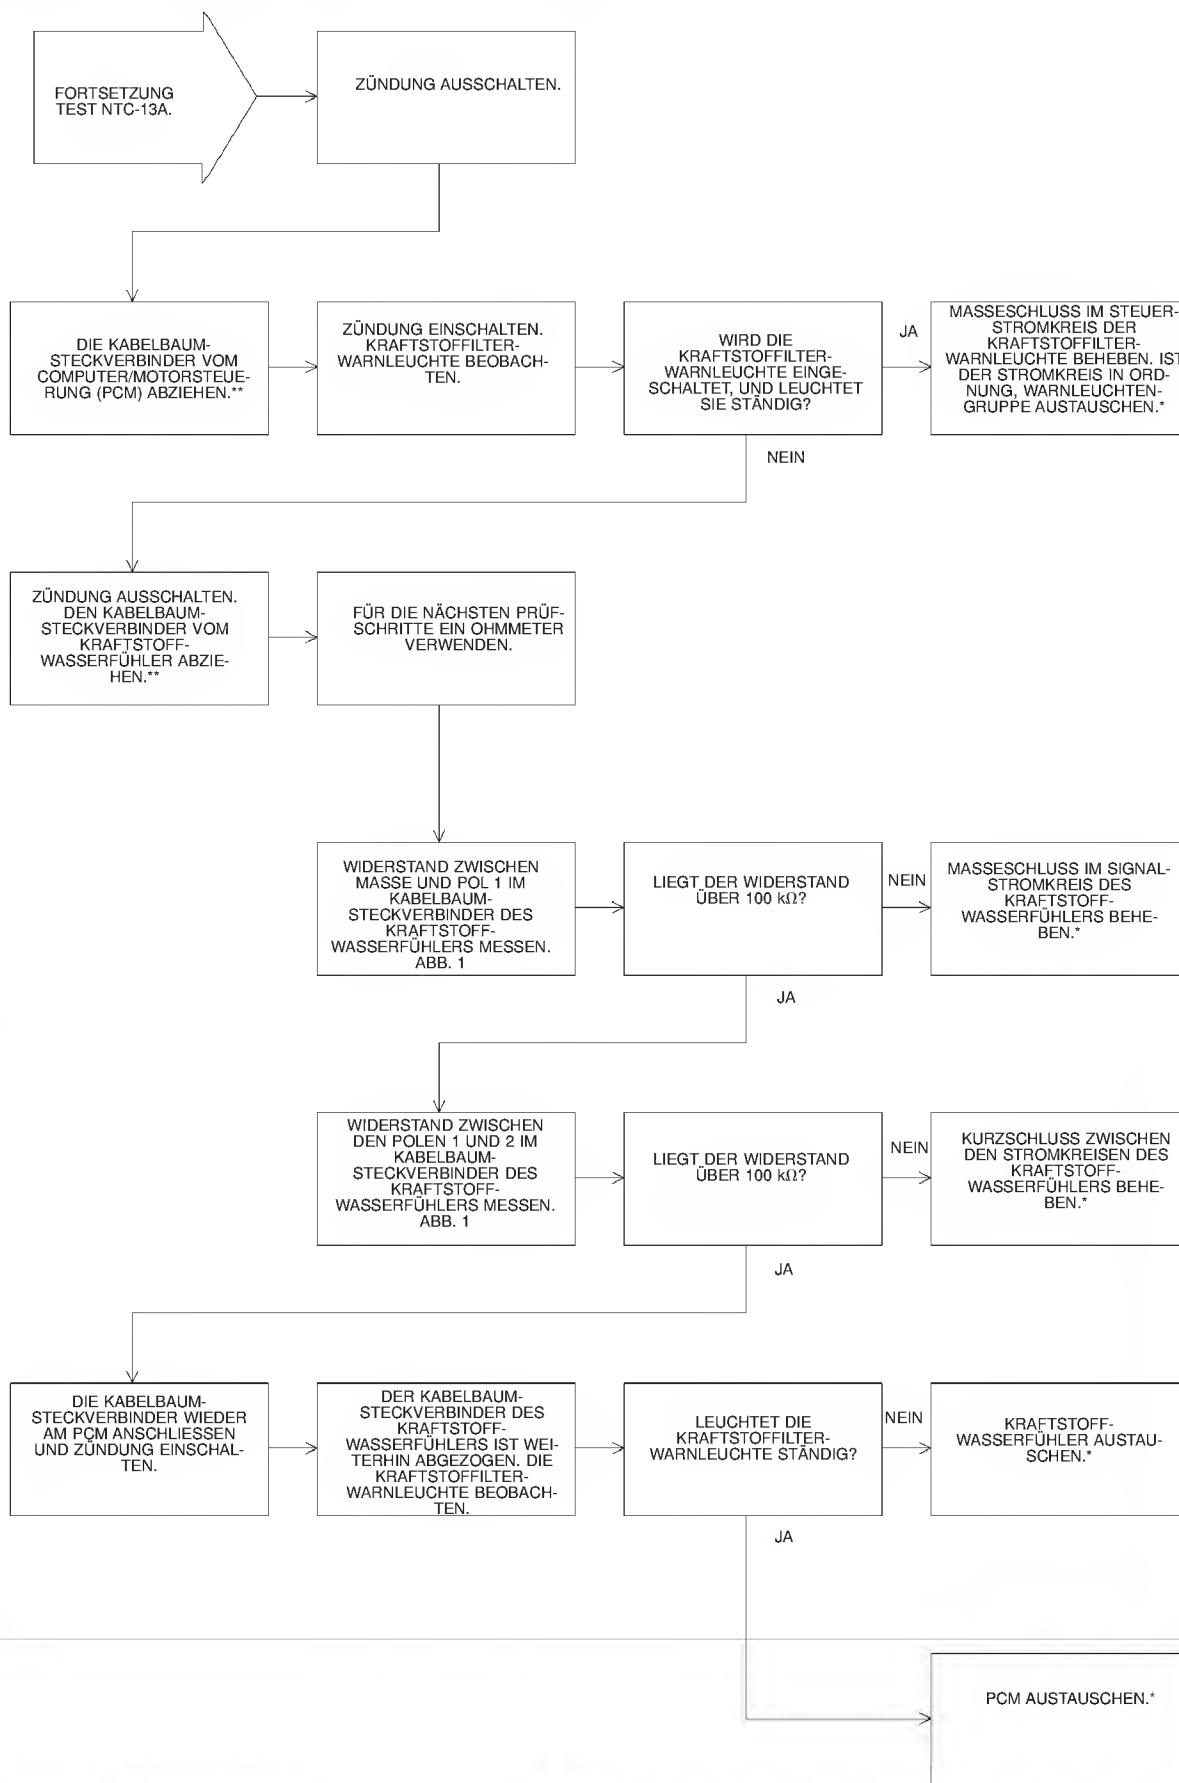 FORTSETZUNG
TEST NTC-13A.
ZÜNDUNG AUSSCHALTEN.
DIE KABELBAUM-
STECKVERBINDER VOM
COMPUTER/MOTORSTEUE-
RUNG (PCM) ABZIEHEN.**
ZÜNDUNG EINSCHALTEN.
KRAFTSTOFFILTER-
WARNLEUCHTE BEOBACH-
TEN.
WIRD DIE
KRAFTSTOFFILTER-
WARNLEUCHTE EINGE-
SCHALTET, UND LEUCHTET
SIE STÄNDIG?
JA
MASSESCHLUSS IM STEUER-
STROMKREIS DER
KRAFTSTOFFILTER-
WARNLEUCHTE BEHEBEN. IST
DER STROMKREIS IN ORD-
NUNG, WARNLEUCHTEN-
GRUPPE AUSTAUSCHEN.*
NEIN
ZÜNDUNG AUSSCHALTEN.
DEN KABELBAUM-
STECKVERBINDER VOM
KRAFTSTOFF-
WASSERFÜHLER ABZIE-
HEN.**
FÜR DIE NÄCHSTEN PRÜF-
SCHRITTE EIN OHMMETER
VERWENDEN.
WIDERSTAND ZWISCHEN
MASSE UND POL 1 IM
KABELBAUM-
STECKVERBINDER DES
KRAFTSTOFF-
WASSERFÜHLERS MESSEN.
ABB. 1
LIEGT DER WIDERSTAND
ÜBER 100 kΩ?
NEIN
MASSESCHLUSS IM SIGNAL-
STROMKREIS DES
KRAFTSTOFF-
WASSERFÜHLERS BEHE-
BEN.*
JA
WIDERSTAND ZWISCHEN
DEN POLEN 1 UND 2 IM
KABELBAUM-
STECKVERBINDER DES
KRAFTSTOFF-
WASSERFÜHLERS MESSEN.
ABB. 1
LIEGT DER WIDERSTAND
ÜBER 100 kΩ?
NEIN
KURZSCHLUSS ZWISCHEN
DEN STROMKREISEN DES
KRAFTSTOFF-
WASSERFÜHLERS BEHE-
BEN.*
JA
DIE KABELBAUM-
STECKVERBINDER WIEDER
AM PCM ANSCHLIESSEN
UND ZÜNDUNG EINSCHAL-
TEN.
DER KABELBAUM-
STECKVERBINDER DES
KRAFTSTOFF-
WASSERFÜHLERS IST WEI-
TERHIN ABGEZOGEN. DIE
KRAFTSTOFFILTER-
WARNLEUCHTE BEOBACH-
TEN.
LEUCHTET DIE
KRAFTSTOFFILTER-
WARNLEUCHTE STÄNDIG?
NEIN
KRAFTSTOFF-
WASSERFÜHLER AUSTAU-
SCHEN.*
JA
PCM AUSTAUSCHEN.*